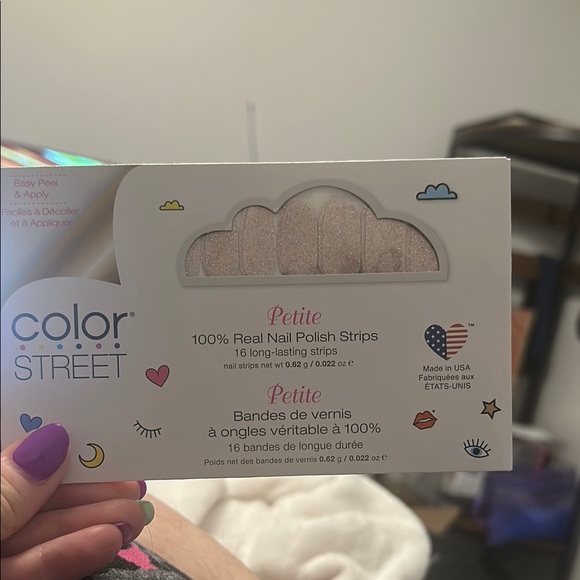 Easy Peel
& Apply
Faciles à Décoller
et à Appliquer
color®
STREET
Petite
100% Real Nail Polish Strips
16 long-lasting strips
nail strips net wt 0.62 g / 0.022 oz ℮
Petite
Bandes de vernis
à ongles véritable à 100%
16 bandes de longue durée
Poids net des bandes de vernis 0.62 g / 0.022 oz ℮
™
Made in USA
Fabriquées aux
ÉTATS-UNIS